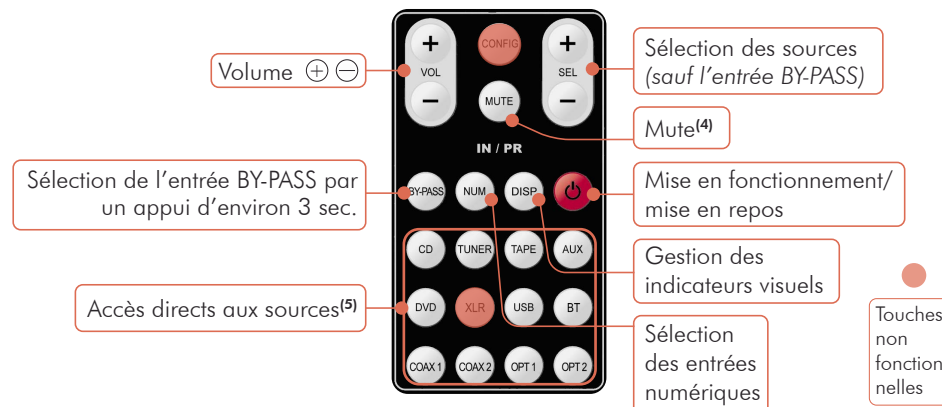 Volume ⊕ ⊖
Sélection de l'entrée BY-PASS par
un appui d'environ 3 sec.
Accès directs aux sources(5)
+ CONFIG +
VOL SEL
− MUTE −
IN / PR
BY-PASS NUM DISP
CD TUNER TAPE AUX
DVD XLR USB BT
COAX 1 COAX 2 OPT 1 OPT 2
Sélection des sources
(sauf l'entrée BY-PASS)
Mute(4)
Mise en fonctionnement/
mise en repos
Gestion des
indicateurs visuels
Sélection
des entrées
numériques
Touches
non
fonction
nelles